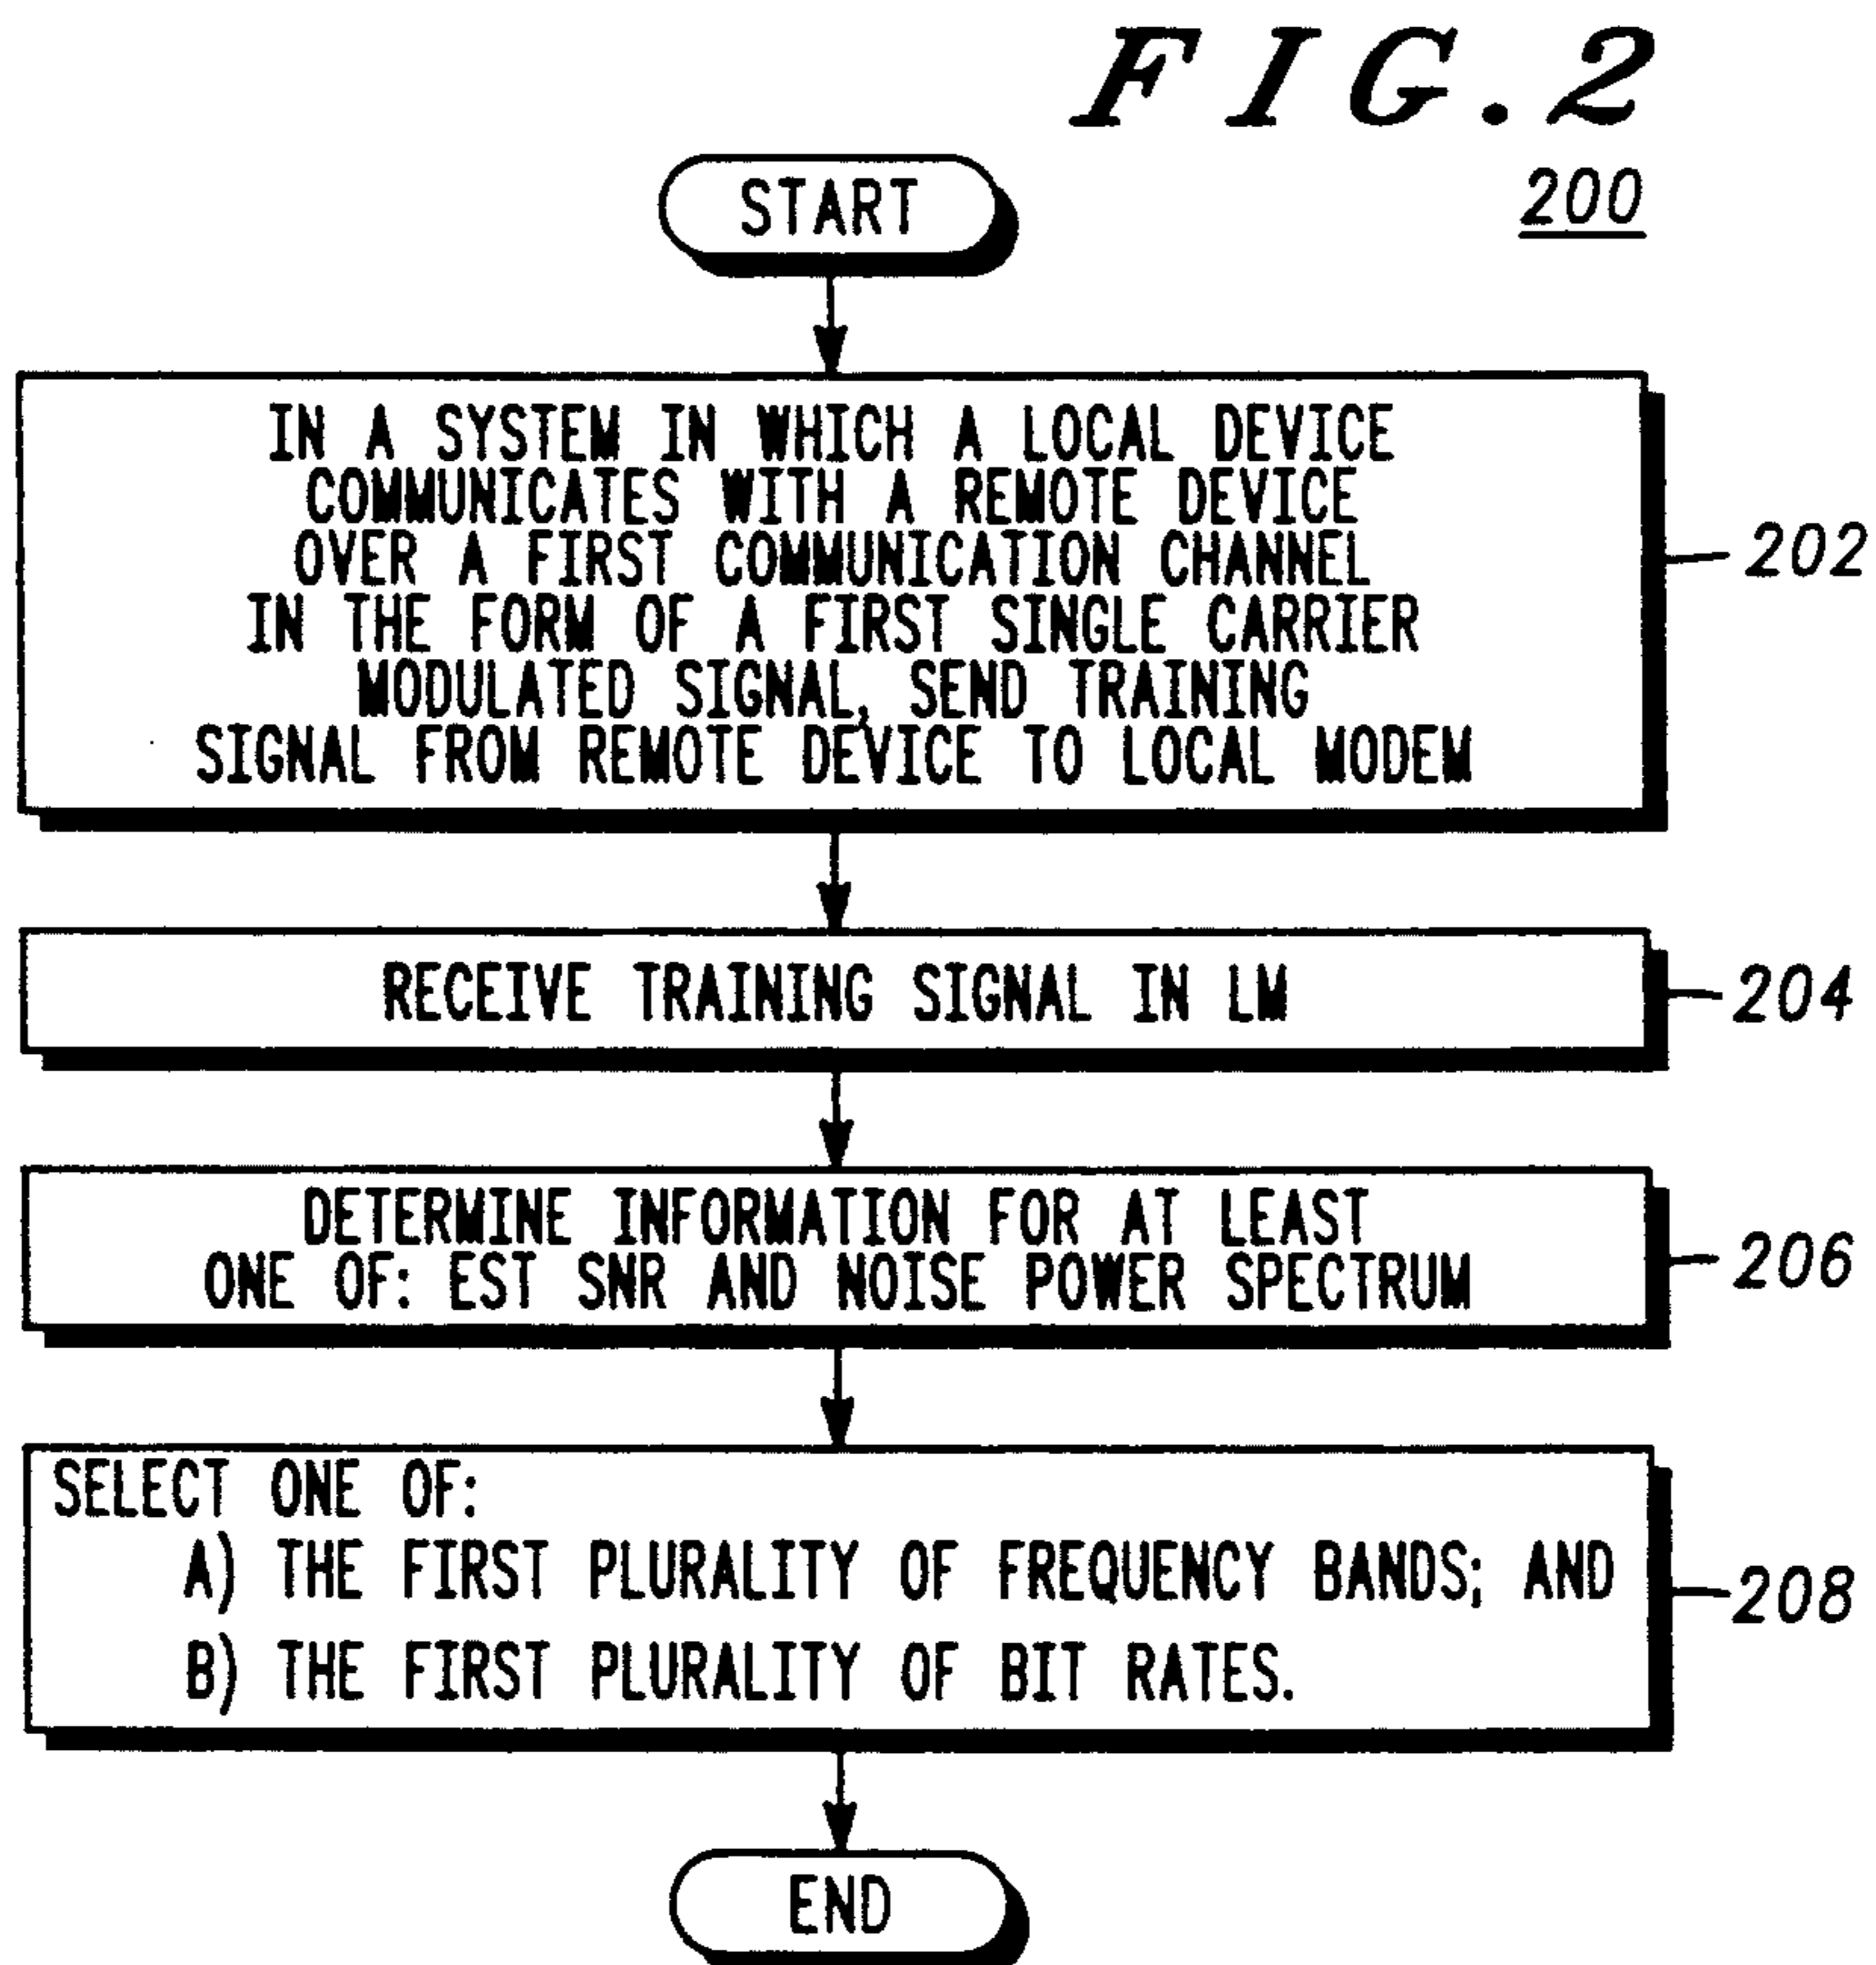 FIG.2
200
START
IN A SYSTEM IN WHICH A LOCAL DEVICE
COMMUNICATES WITH A REMOTE DEVICE
OVER A FIRST COMMUNICATION CHANNEL
IN THE FORM OF A FIRST SINGLE CARRIER
MODULATED SIGNAL, SEND TRAINING
SIGNAL FROM REMOTE DEVICE TO LOCAL MODEM
202
RECEIVE TRAINING SIGNAL IN LM
204
DETERMINE INFORMATION FOR AT LEAST
ONE OF: EST SNR AND NOISE POWER SPECTRUM
206
SELECT ONE OF:
A) THE FIRST PLURALITY OF FREQUENCY BANDS; AND
B) THE FIRST PLURALITY OF BIT RATES.
208
END